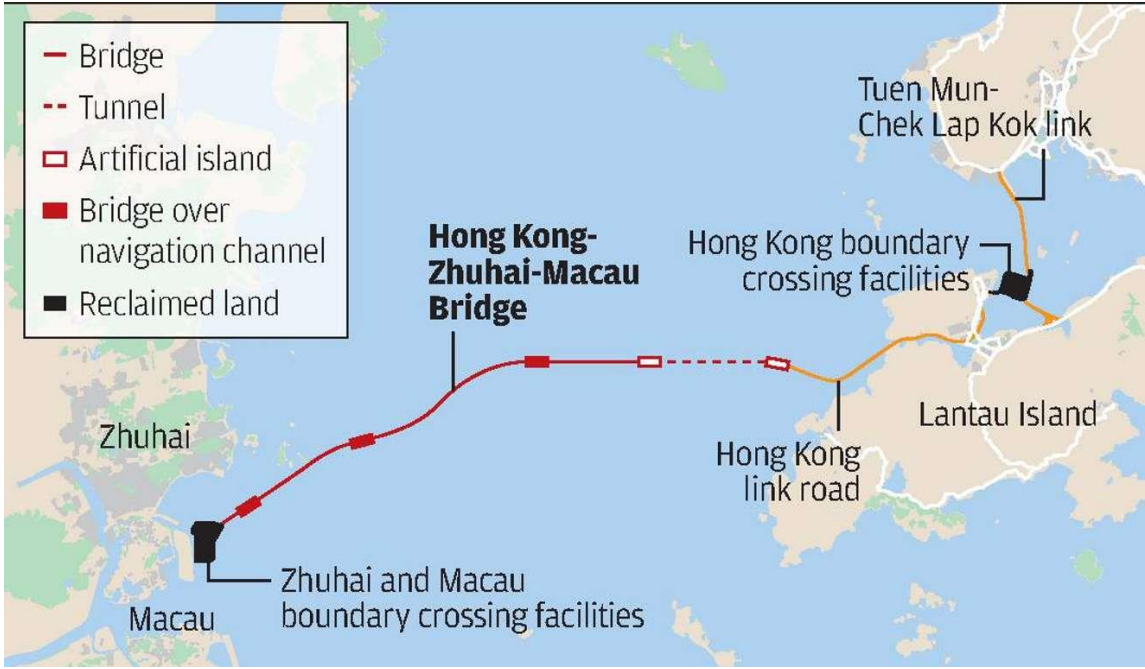 Bridge
Tunnel
Artificial island
Bridge over
navigation channel
Reclaimed land
Hong Kong-
Zhuhai-Macau
Bridge
Tuen Mun-
Chek Lap Kok link
Hong Kong boundary
crossing facilities
Lantau Island
Hong Kong
link road
Zhuhai
Zhuhai and Macau
boundary crossing facilities
Macau